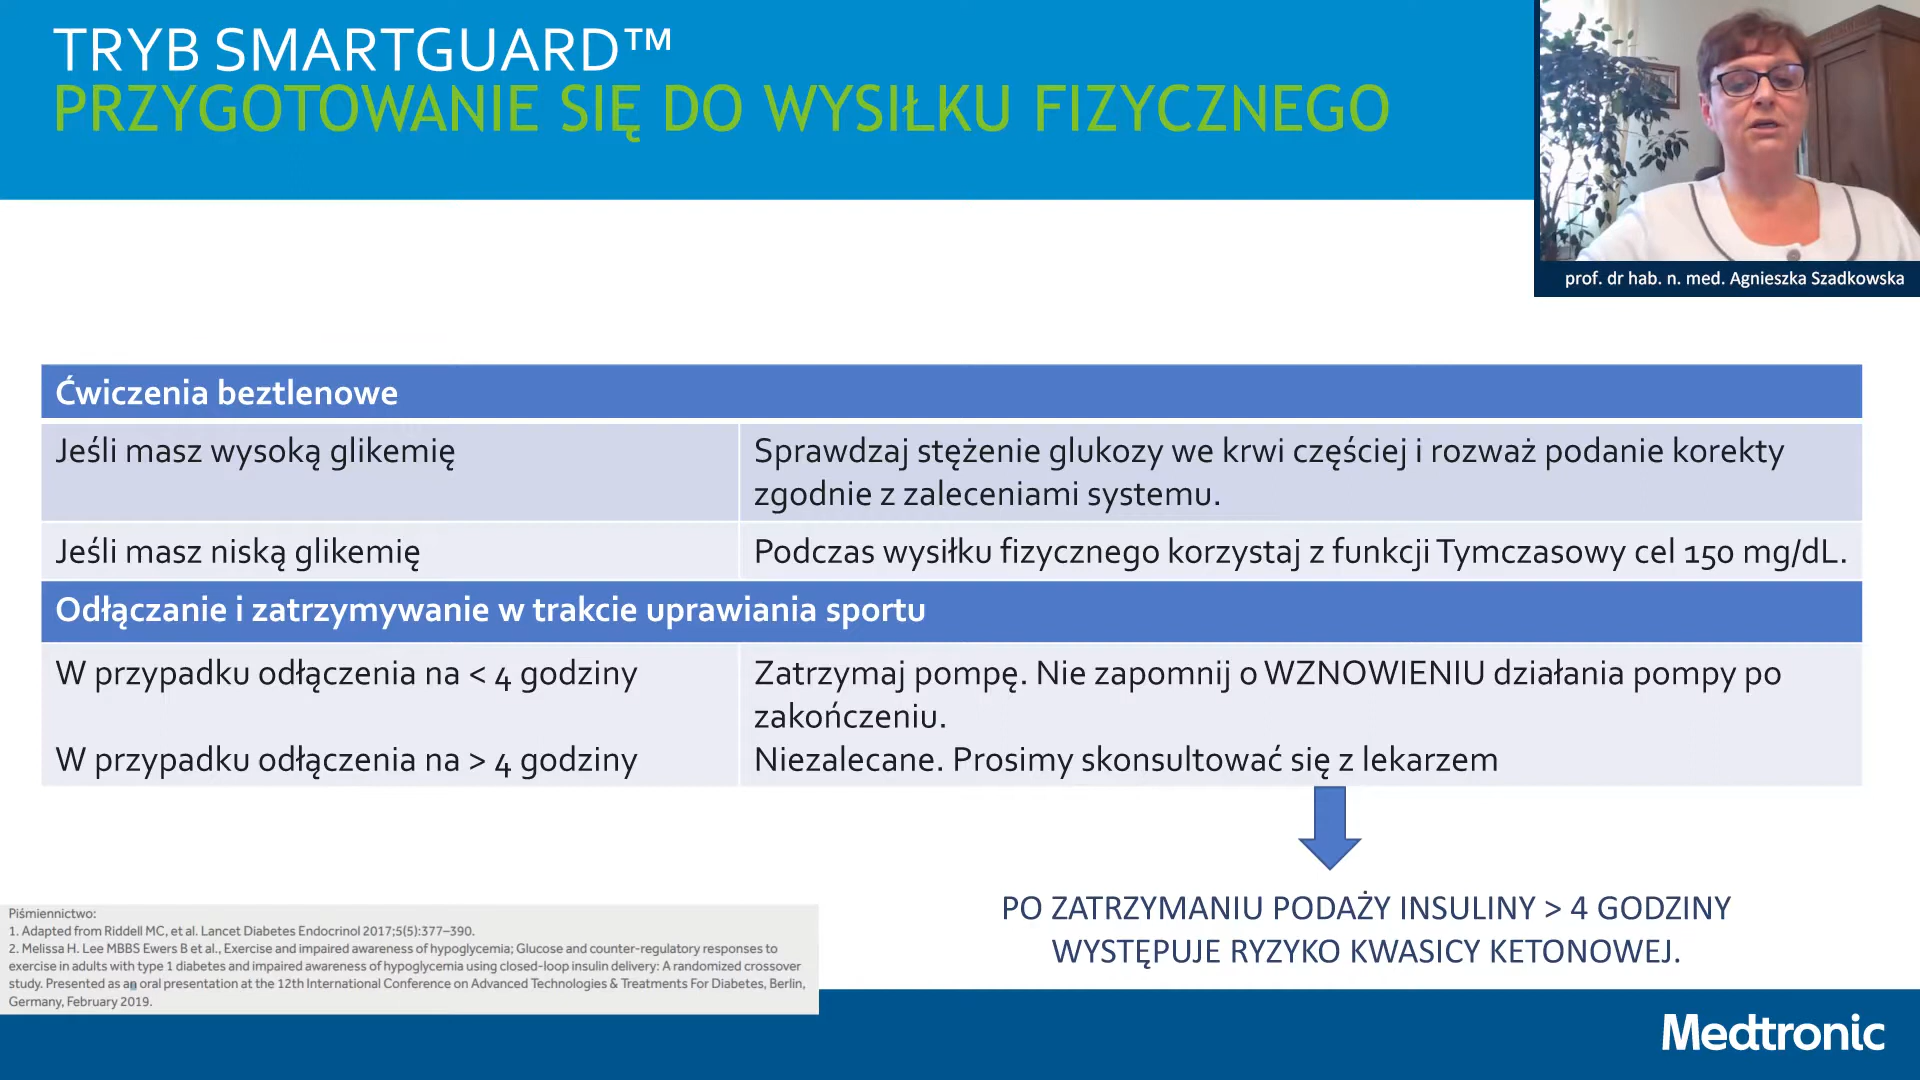 TRYB SMARTGUARD™
PRZYGOTOWANIE SIĘ DO WYSIŁKU FIZYCZNEGO
prof. dr hab. n. med. Agnieszka Szadkowska
Ćwiczenia beztlenowe
Jeśli masz wysoką glikemię
Sprawdzaj stężenie glukozy we krwi częściej i rozważ podanie korekty
zgodnie z zaleceniami systemu.
Jeśli masz niską glikemię
Podczas wysiłku fizycznego korzystaj z funkcji Tymczasowy cel 150 mg/dL.
Odłączanie i zatrzymywanie w trakcie uprawiania sportu
W przypadku odłączenia na < 4 godziny
Zatrzymaj pompę. Nie zapomnij o WZNOWIENIU działania pompy po
zakończeniu.
W przypadku odłączenia na > 4 godziny
Niezalecane. Prosimy skonsultować się z lekarzem
PO ZATRZYMANIU PODAŻY INSULINY > 4 GODZINY
WYSTĘPUJE RYZYKO KWASICY KETONOWEJ.
Piśmiennictwo:
1. Adapted from Riddell MC, et al. Lancet Diabetes Endocrinol 2017;5(5):377–390.
2. Melissa H. Lee MBBS Ewers B et al., Exercise and impaired awareness of hypoglycemia; Glucose and counter-regulatory responses to
exercise in adults with type 1 diabetes and impaired awareness of hypoglycemia using closed-loop insulin delivery: A randomized crossover
study. Presented as an oral presentation at the 12th International Conference on Advanced Technologies & Treatments For Diabetes, Berlin,
Germany, February 2019.
Medtronic